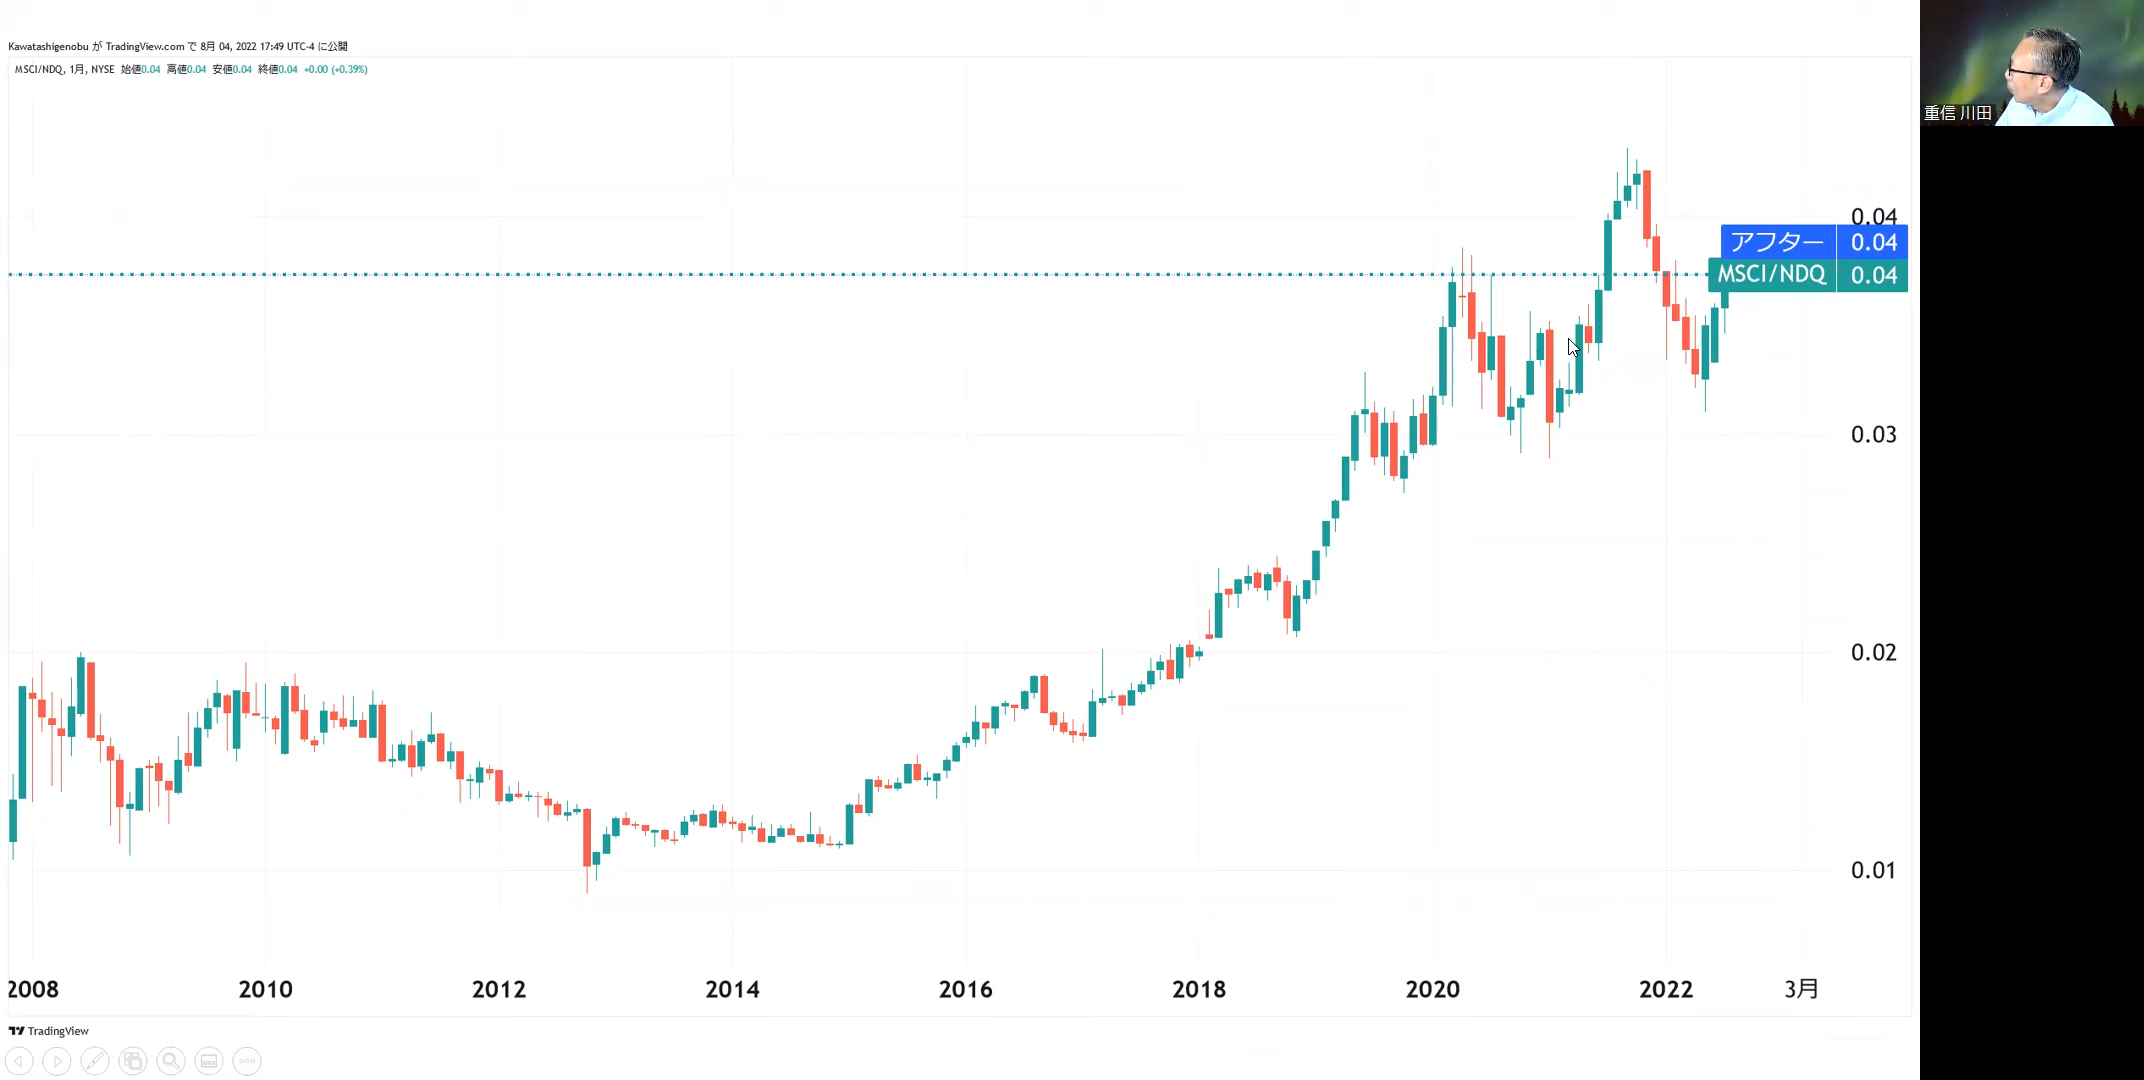 Kawatashigenobu が TradingView.com で 8月 04, 2022 17:49 UTC-4 に公開
MSCI/NDQ, 1月, NYSE 始値0.04 高値0.04 安値0.04 終値0.04 +0.00 (+0.39%)
重信 川田
0.04
アフター 0.04
MSCI/NDQ 0.04
0.03
0.02
0.01
2008 2010 2012 2014 2016 2018 2020 2022 3月
TradingView